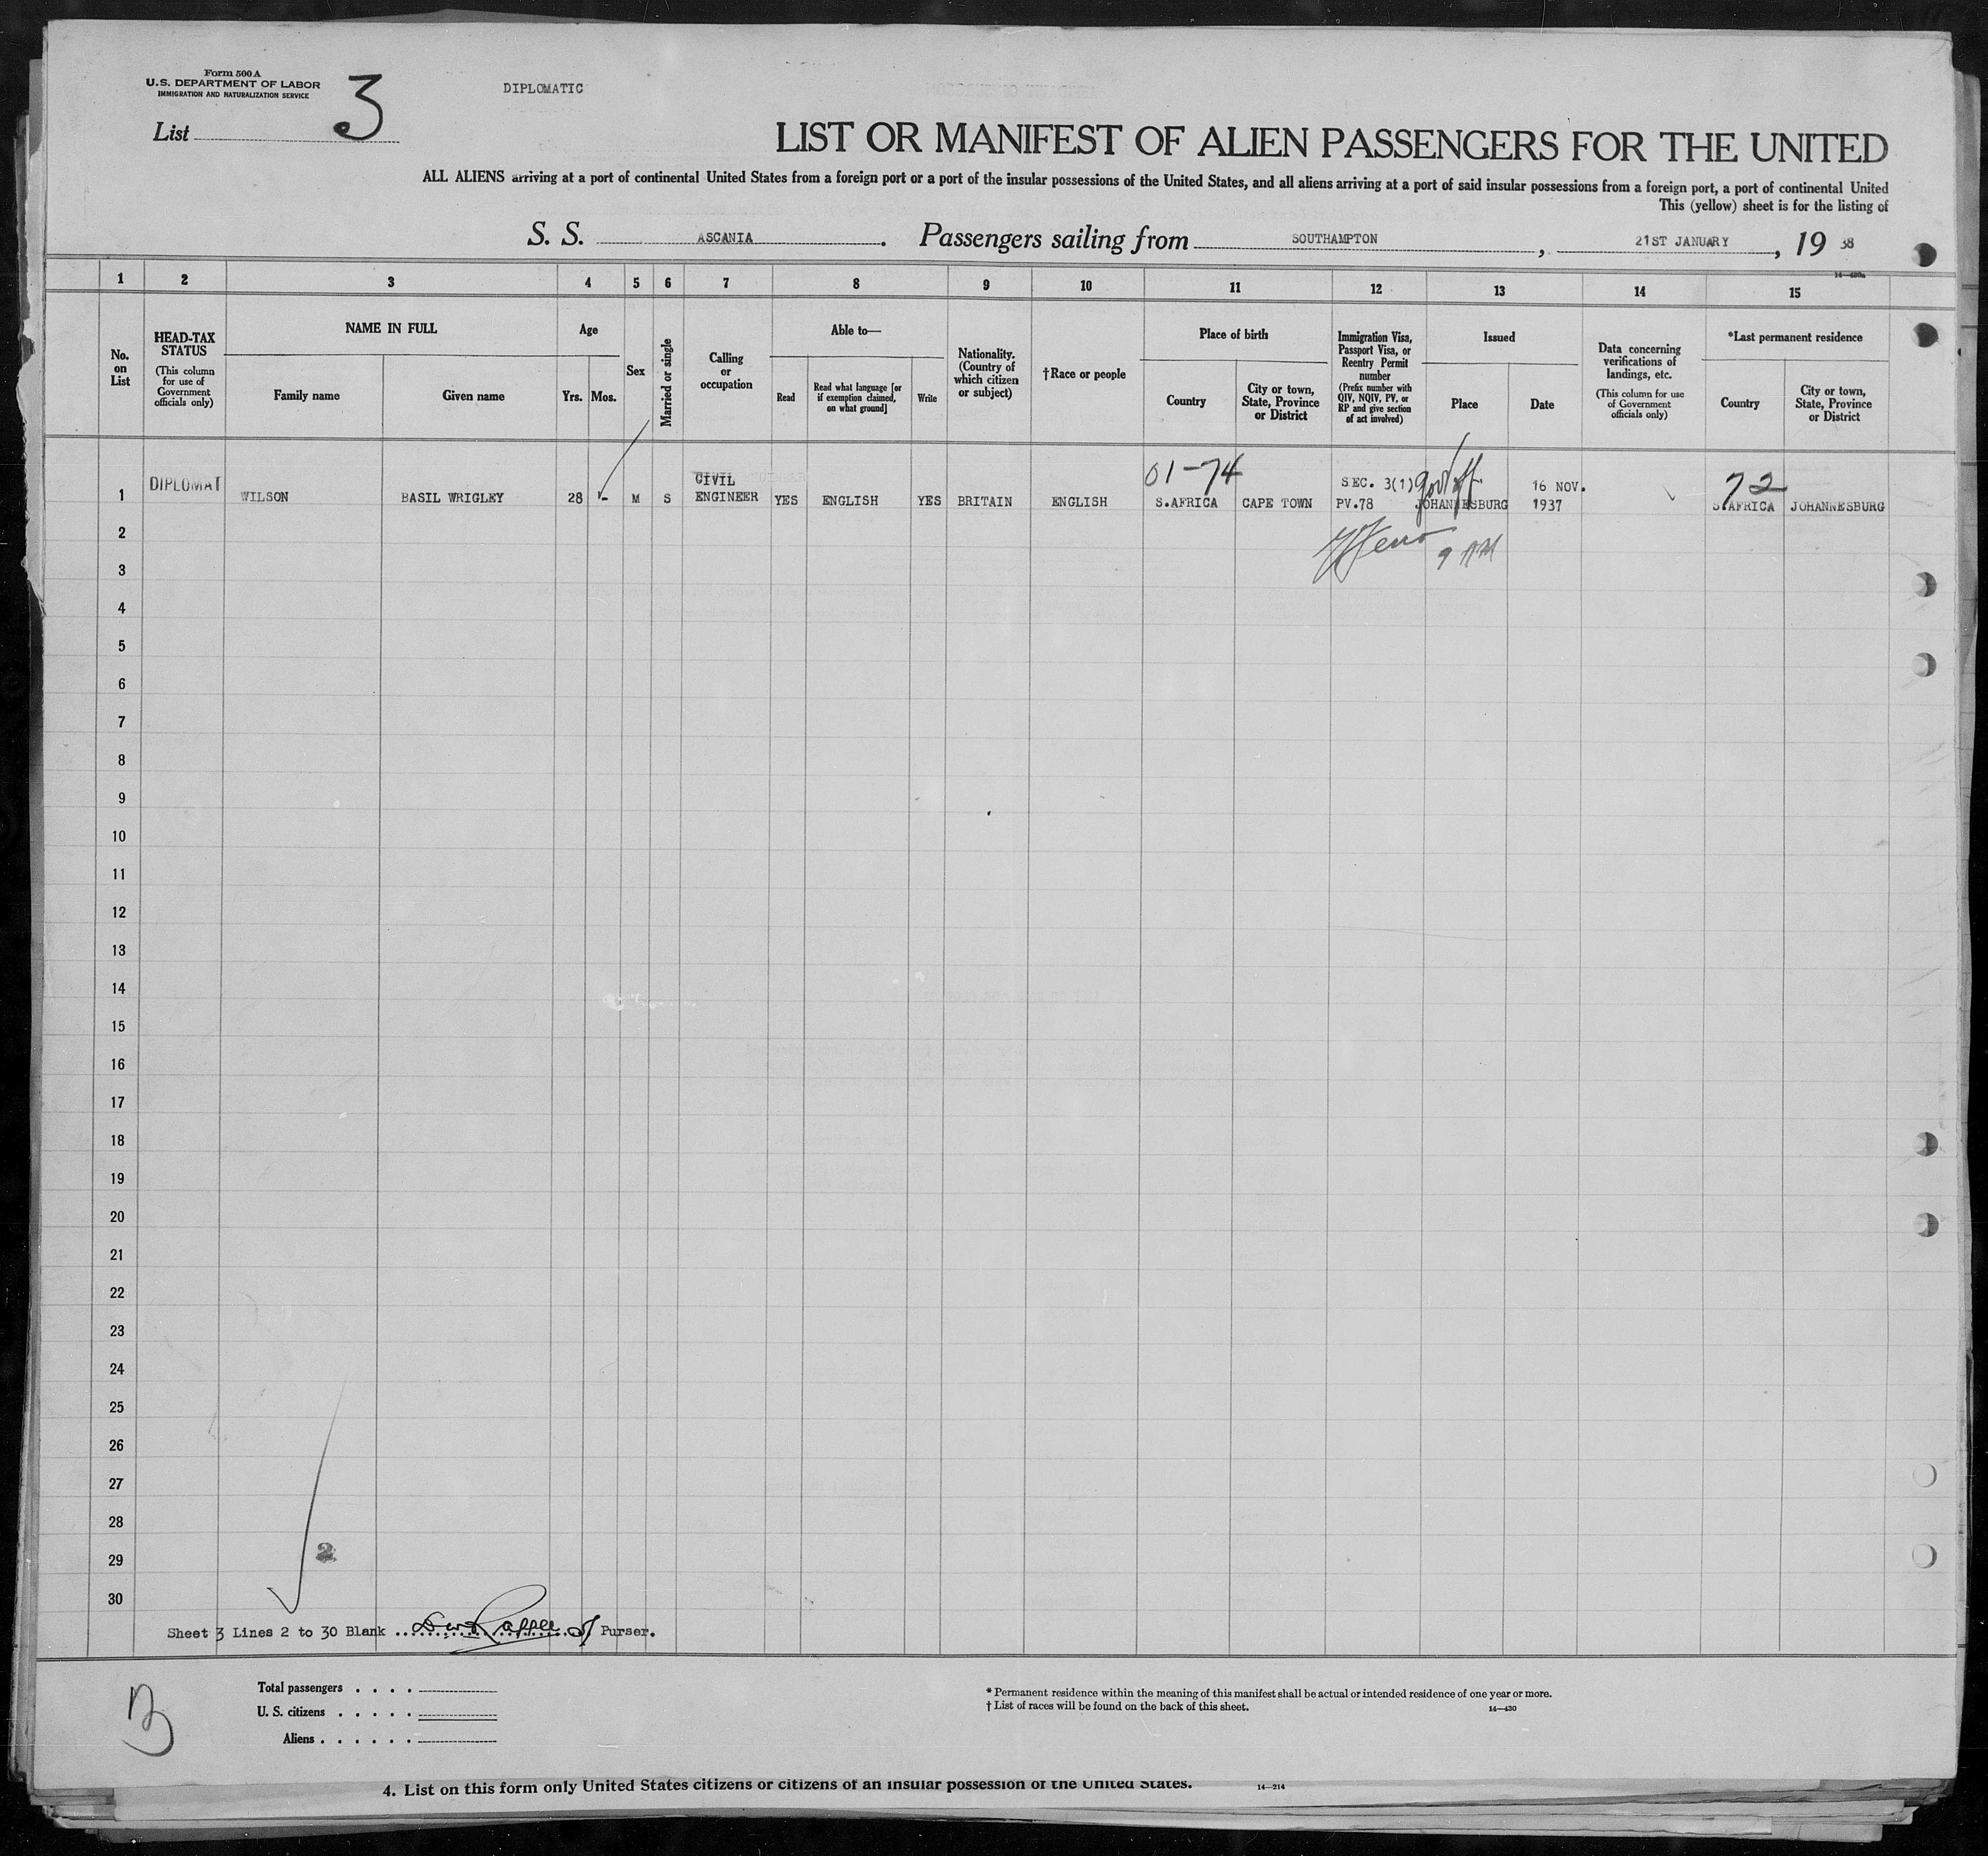 Form 500 A
U.S. DEPARTMENT OF LABOR
IMMIGRATION AND NATURALIZATION SERVICE
List 3
DIPLOMATIC
LIST OR MANIFEST OF ALIEN PASSENGERS FOR THE UNITED
ALL ALIENS arriving at a port of continental United States from a foreign port or a port of the insular possessions of the United States, and all aliens arriving at a port of said insular possessions from a foreign port, a port of continental United
This (yellow) sheet is for the listing of
S. S. ASCANIA. Passengers sailing from SOUTHAMPTON, 21ST JANUARY, 19 38
14—430a
1 2 3 4 5 6 7 8 9 10 11 12 13 14 15
No. on List
HEAD-TAX STATUS
(This column for use of Government officials only)
NAME IN FULL
Family name
Given name
Age
Yrs. Mos.
Sex
Married or single
Calling or occupation
Able to—
Read
Read what language [or if exemption claimed, on what ground]
Write
Nationality. (Country of which citizen or subject)
†Race or people
Place of birth
Country
City or town, State, Province or District
Immigration Visa, Passport Visa, or Reentry Permit number
(Prefix number with QIV, NQIV, PV, or RP and give section of act involved)
Issued
Place
Date
Data concerning verifications of landings, etc.
(This column for use of Government officials only)
*Last permanent residence
Country
City or town, State, Province or District
01-74
72
1 DIPLOMAT WILSON BASIL WRIGLEY 28 - M S CIVIL ENGINEER YES ENGLISH YES BRITAIN ENGLISH S.AFRICA CAPE TOWN SEC. 3(1) PV.78 JOHANNESBURG 16 NOV. 1937 S.AFRICA JOHANNESBURG
Govt off
2
9 AM
3
4
5
6
7
8
9
10
11
12
13
14
15
16
17
18
19
20
21
22
23
24
25
26
27
28
29
2
30
Sheet 3 Lines 2 to 30 Blank Purser.
Total passengers . . . .
U. S. citizens . . . . .
Aliens . . . . . .
* Permanent residence within the meaning of this manifest shall be actual or intended residence of one year or more.
† List of races will be found on the back of this sheet.
14—430
4. List on this form only United States citizens or citizens of an insular possession of the United States.
14—214